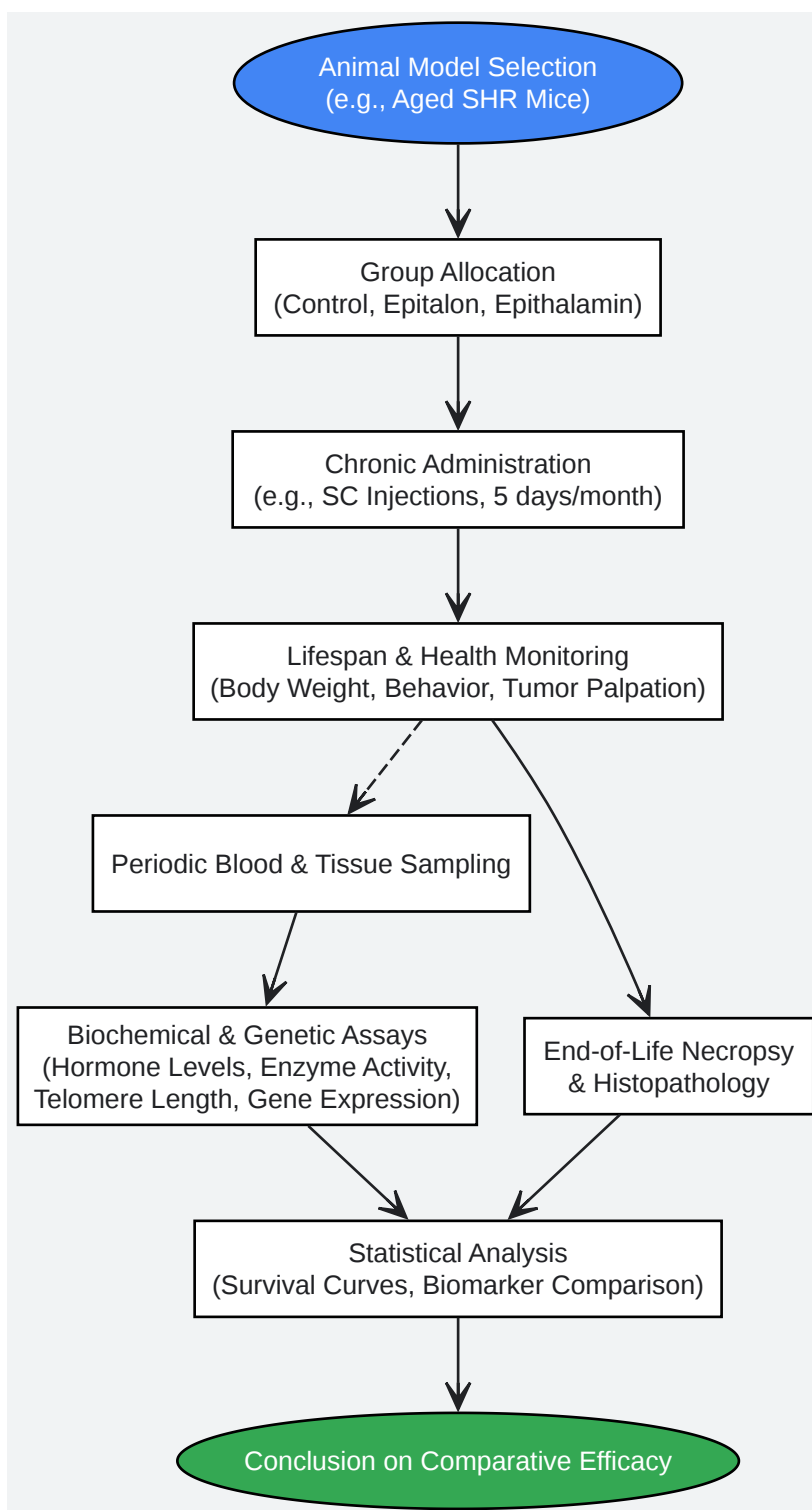 Animal Model Selection
(e.g., Aged SHR Mice)
Group Allocation
(Control, Epitalon, Epithalamin)
Chronic Administration
(e.g., SC Injections, 5 days/month)
Lifespan & Health Monitoring
(Body Weight, Behavior, Tumor Palpation)
Periodic Blood & Tissue Sampling
Biochemical & Genetic Assays
(Hormone Levels, Enzyme Activity,
Telomere Length, Gene Expression)
End-of-Life Necropsy
& Histopathology
Statistical Analysis
(Survival Curves, Biomarker Comparison)
Conclusion on Comparative Efficacy